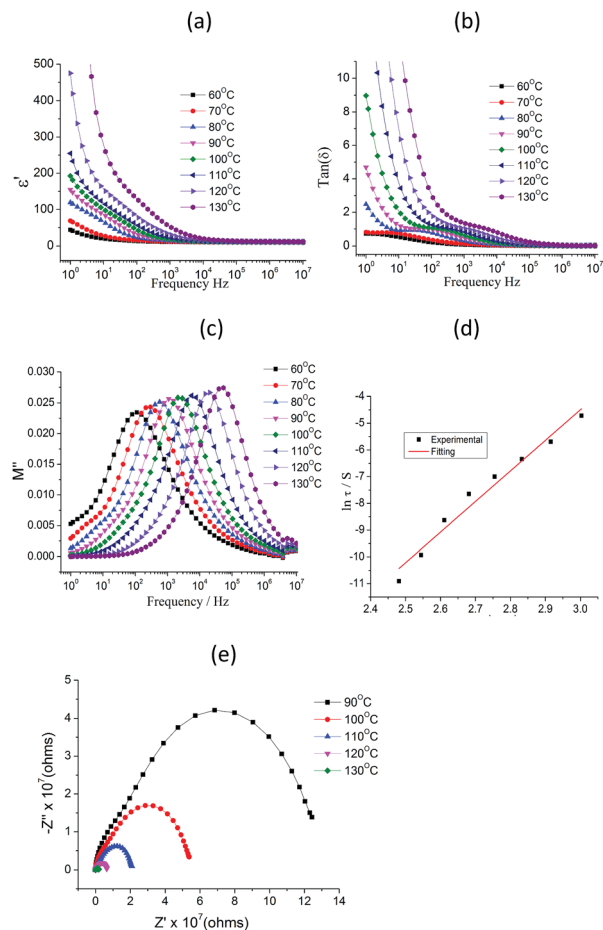 (a)
ε'
500
400
300
200
100
0
60°C
70°C
80°C
90°C
100°C
110°C
120°C
130°C
10⁰ 10¹ 10² 10³ 10⁴ 10⁵ 10⁶ 10⁷
Frequency Hz
(b)
Tan(δ)
10
8
6
4
2
0
60°C
70°C
80°C
90°C
100°C
110°C
120°C
130°C
10⁰ 10¹ 10² 10³ 10⁴ 10⁵ 10⁶ 10⁷
Frequency Hz
(c)
M''
0.030
0.025
0.020
0.015
0.010
0.005
0.000
60°C
70°C
80°C
90°C
100°C
110°C
120°C
130°C
10⁰ 10¹ 10² 10³ 10⁴ 10⁵ 10⁶ 10⁷
Frequency / Hz
(d)
ln τ / S
-4
-5
-6
-7
-8
-9
-10
-11
Experimental
Fitting
2.4 2.5 2.6 2.7 2.8 2.9 3.0
(e)
-Z'' x 10⁷(ohms)
5
4
3
2
1
0
90°C
100°C
110°C
120°C
130°C
0 2 4 6 8 10 12 14
Z' x 10⁷(ohms)